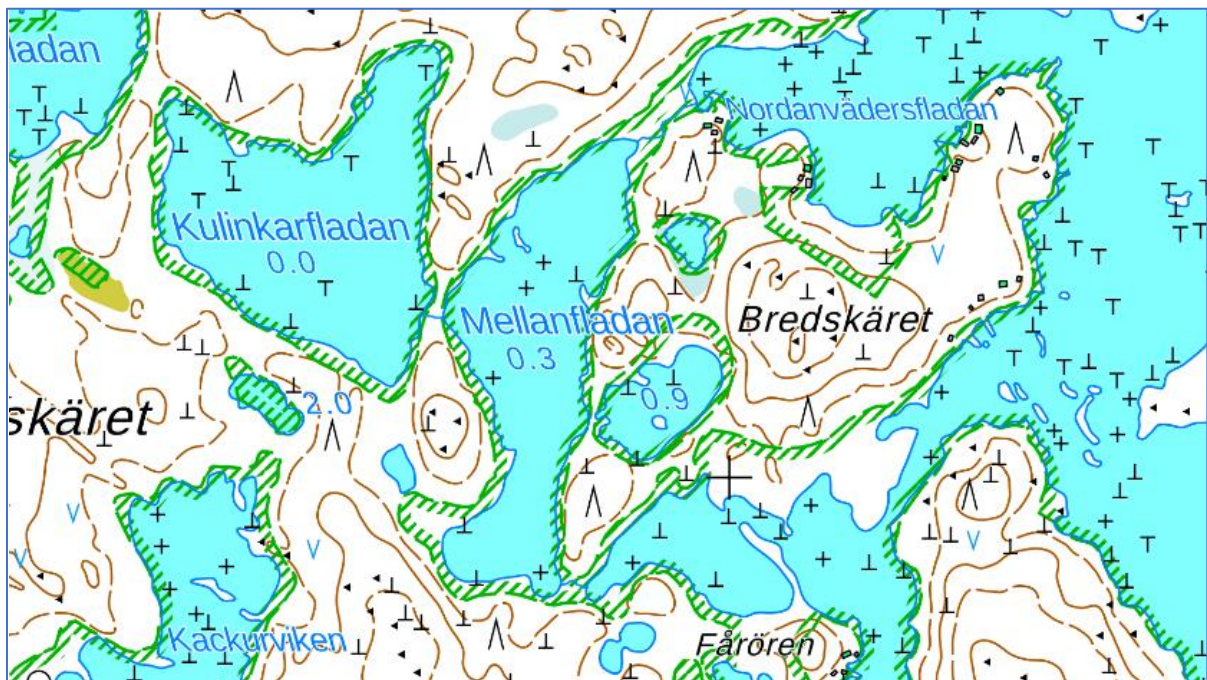 ladan
Nordanvädersfladan
Kulinkarfladan
0.0
Mellanfladan
0.3
Bredskäret
0.9
2.0
skäret
Kackurviken
Fårören